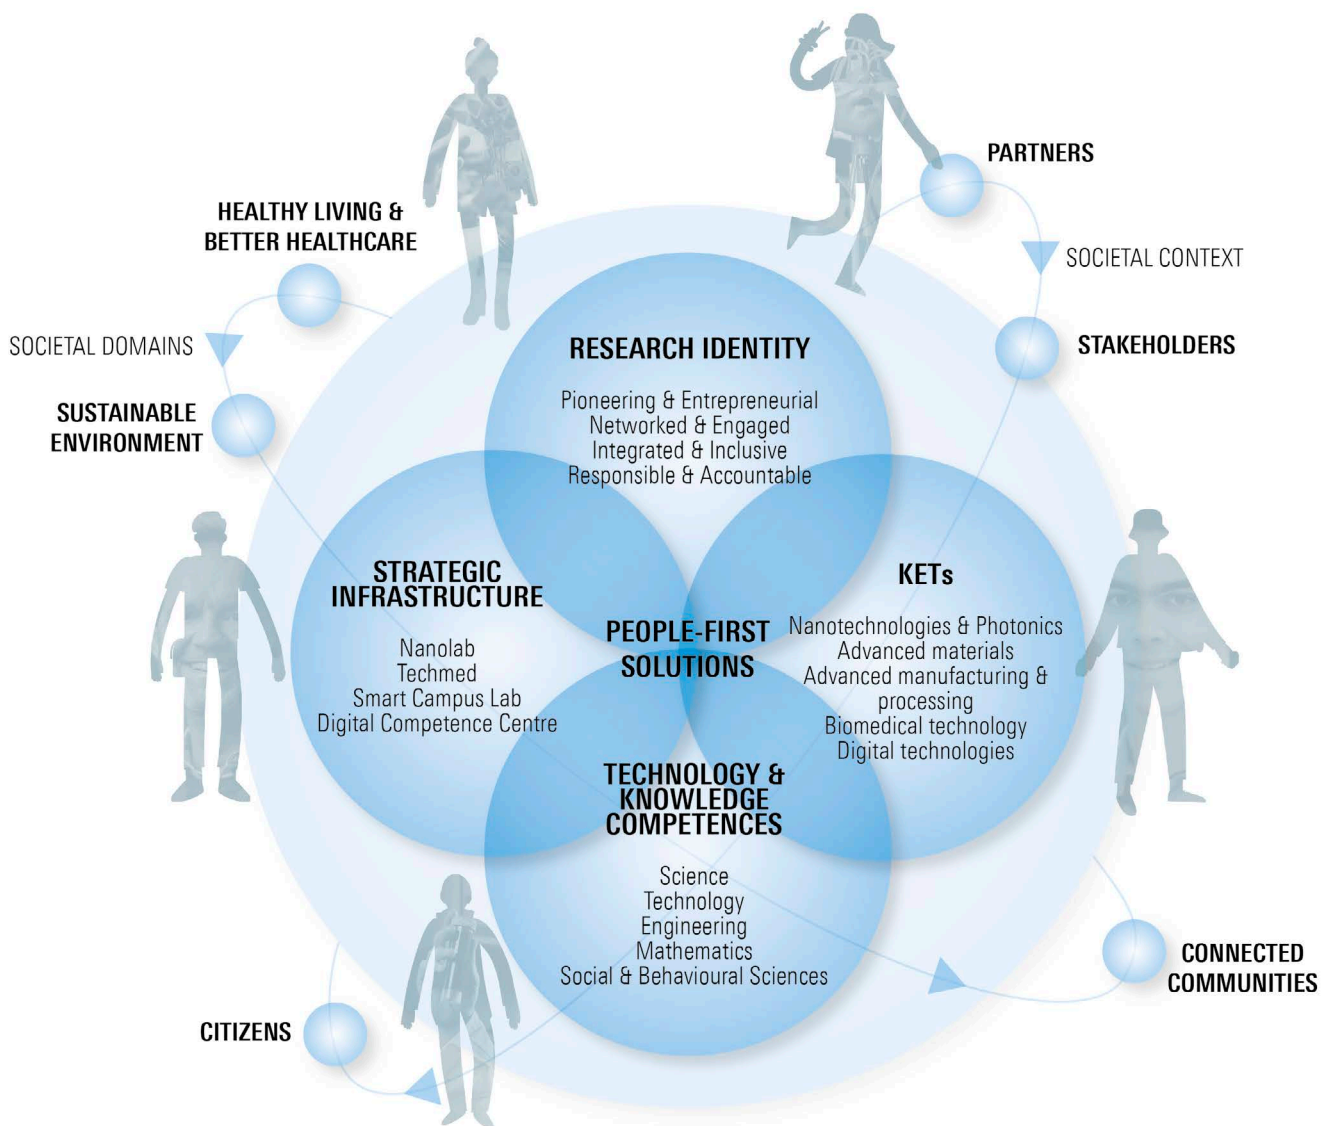 PARTNERS
HEALTHY LIVING &
BETTER HEALTHCARE
SOCIETAL CONTEXT
SOCIETAL DOMAINS
STAKEHOLDERS
SUSTAINABLE
ENVIRONMENT
RESEARCH IDENTITY
Pioneering & Entrepreneurial
Networked & Engaged
Integrated & Inclusive
Responsible & Accountable
STRATEGIC
INFRASTRUCTURE
Nanolab
Techmed
Smart Campus Lab
Digital Competence Centre
PEOPLE-FIRST
SOLUTIONS
KETs
Nanotechnologies & Photonics
Advanced materials
Advanced manufacturing &
processing
Biomedical technology
Digital technologies
TECHNOLOGY &
KNOWLEDGE
COMPETENCES
Science
Technology
Engineering
Mathematics
Social & Behavioural Sciences
CONNECTED
COMMUNITIES
CITIZENS